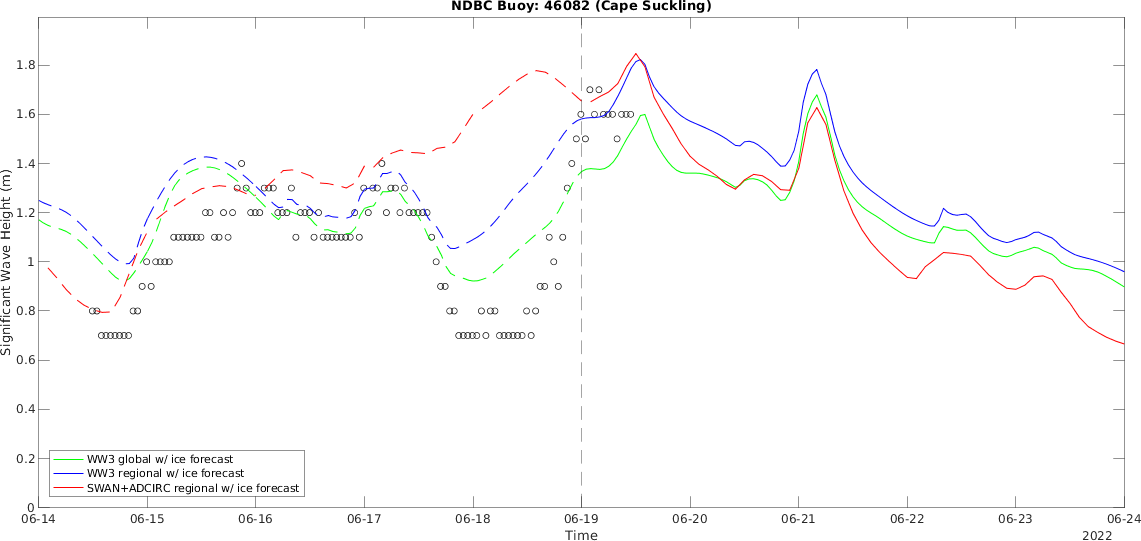 NDBC Buoy: 46082 (Cape Suckling)
Significant Wave Height (m)
1.8
1.6
1.4
1.2
1
0.8
0.6
0.4
0.2
0
WW3 global w/ ice forecast
WW3 regional w/ ice forecast
SWAN+ADCIRC regional w/ ice forecast
06-14 06-15 06-16 06-17 06-18 06-19 06-20 06-21 06-22 06-23 06-24
Time
2022